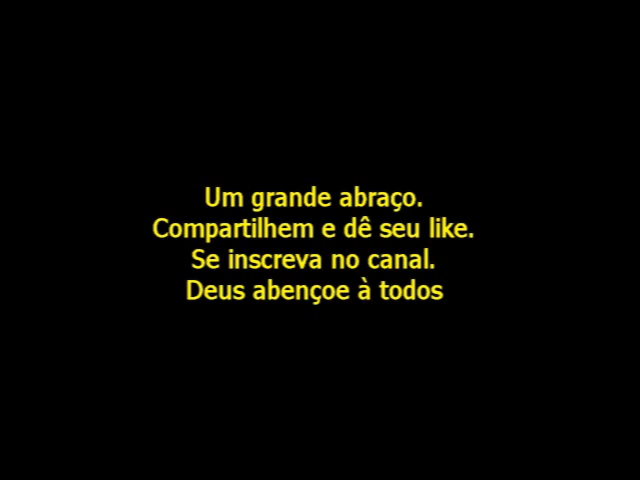 Um grande abraço.
Compartilhem e dê seu like.
Se inscreva no canal.
Deus abençoe à todos